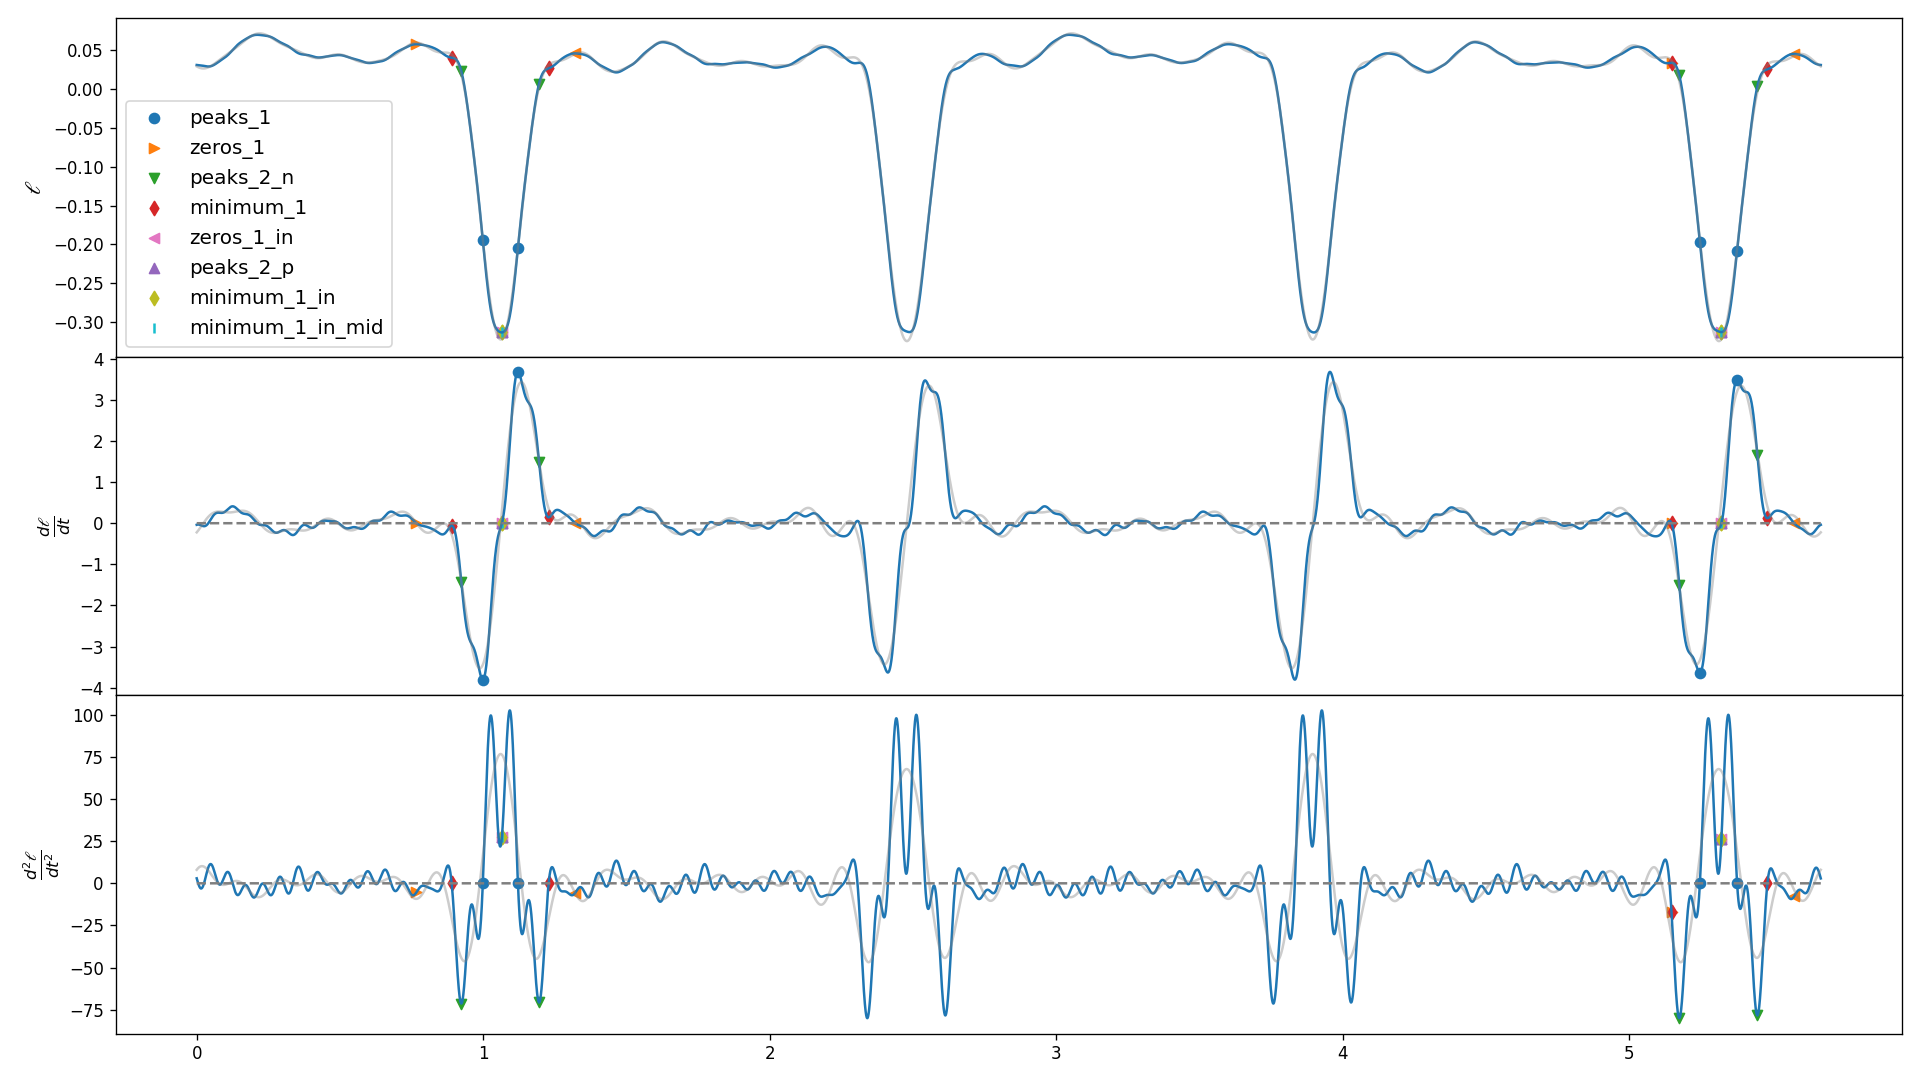 0.05
0.00
−0.05
−0.10
−0.15
−0.20
−0.25
−0.30
ℓ
peaks_1
zeros_1
peaks_2_n
minimum_1
zeros_1_in
peaks_2_p
minimum_1_in
minimum_1_in_mid
4
3
2
1
0
−1
−2
−3
−4
dℓ
dt
100
75
50
25
0
−25
−50
−75
d²ℓ
dt²
0 1 2 3 4 5